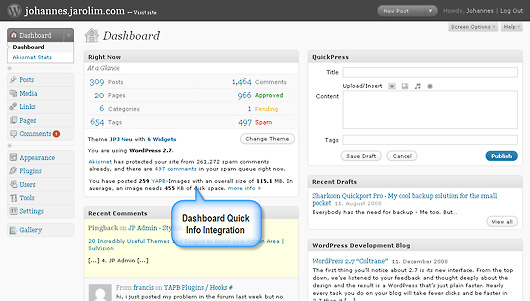 johannes.jarolim.com ← Visit site
New Post
Howdy, Johannes | Log Out
Screen Options
Help
Dashboard
Dashboard
Akismet Stats
Posts
Media
Links
Pages
Comments
Appearance
Plugins
Users
Tools
Settings
Gallery
Dashboard
Right Now
At a Glance
309 Posts 1,464 Comments
20 Pages 966 Approved
6 Categories 1 Pending
654 Tags 497 Spam
Theme JP3 Neu with 6 Widgets
Change Theme
You are using WordPress 2.7.
Akismet has protected your site from 261,272 spam comments
already, and there are 497 comments in your spam queue right now.
You have posted 259 YAPB-Images with an overall size of 115.1 MB. In
average, an image needs 455 KB of disk space. more info »
Dashboard Quick
Info Integration
Recent Comments
Pingback on JP Admin - Sty
20 Incredibly Useful Themes Area |
SulVision
[...] 4. JP Admin [...]
From francis on YAPB Plugins / Hooks #
hi, i just posted my problem in the forum last week but no
QuickPress
Title
Upload/Insert
Content
Tags
Save Draft
Cancel
Publish
Recent Drafts
Sharkoon Quickport Pro - My cool backup solution for the small
pocket 11. August 2009
Everybody has the need for backup - Me too. But...
View all
WordPress Development Blog
WordPress 2.7 "Coltrane" 11. December 2008
The first thing you'll notice about 2.7 is its new interface. From the top
down, we've listened to your feedback and thought deeply about the
design and the result is a WordPress that's just plain faster. Nearly
every task you do on your blog will take fewer clicks and be faster in